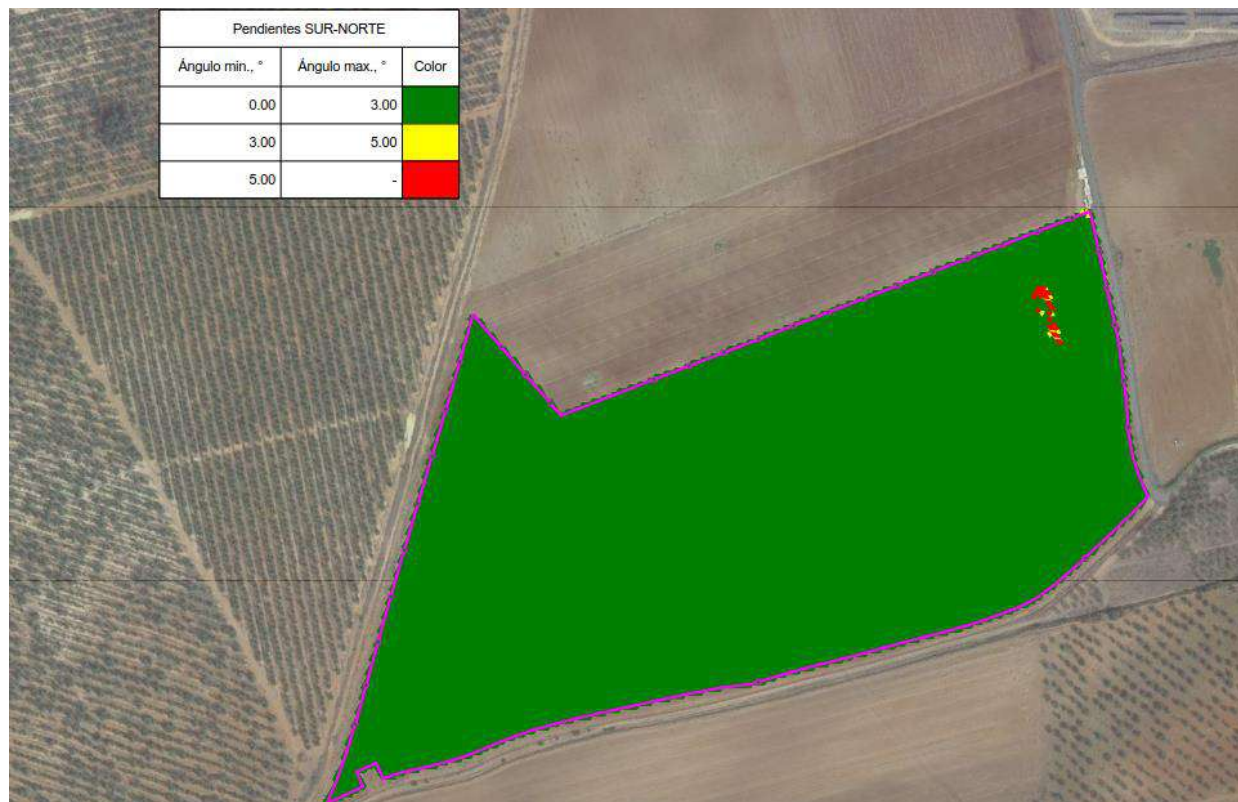 Pendientes SUR-NORTE
Ángulo min., ° Ángulo max., ° Color
0.00 3.00
3.00 5.00
5.00 -